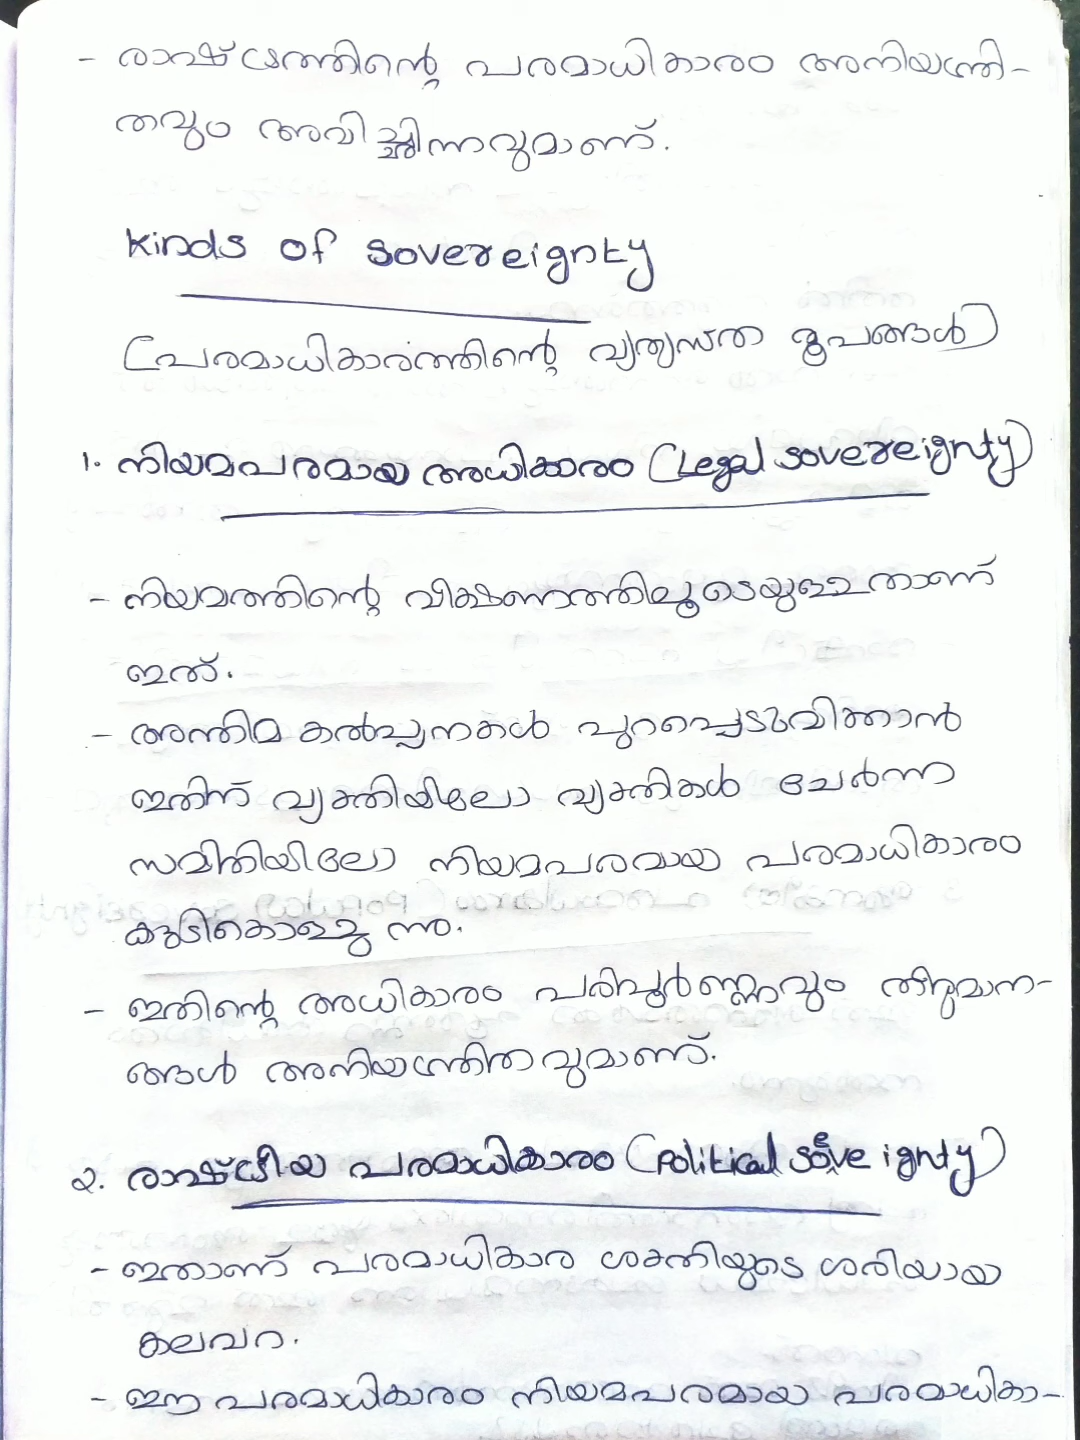 - രാഷ്ട്രത്തിന്റെ പരമാധികാരം അനിയന്ത്രി-
തവും അവിച്ഛിന്നവുമാണ്.
Kinds of sovereignty
(പരമാധികാരത്തിന്റെ വ്യത്യസ്ത രൂപങ്ങൾ)
1. നിയമപരമായ അധികാരം (Legal sovereignty)
- നിയമത്തിന്റെ വീക്ഷണത്തിലൂടെയുള്ളതാണ്
ഇത്.
- അന്തിമ കൽപ്പനകൾ പുറപ്പെടുവിക്കാൻ
ഇതിന് വ്യക്തിയിലോ വ്യക്തികൾ ചേർന്ന
സമിതിയിലോ നിയമപരവായ പരമാധികാരം
കുടികൊള്ളുന്നു.
- ഇതിന്റെ അധികാരം പരിപൂർണ്ണവും തീരുമാന-
ങ്ങൾ അനിയന്ത്രിതവുമാണ്.
2. രാഷ്ട്രീയ പരമാധികാരം (Political sovereignty)
- ഇതാണ് പരമാധികാര ശക്തിയുടെ ശരിയായ
കലവറ.
- ഈ പരമാധികാരം നിയമപരമായ പരമാധികാ-